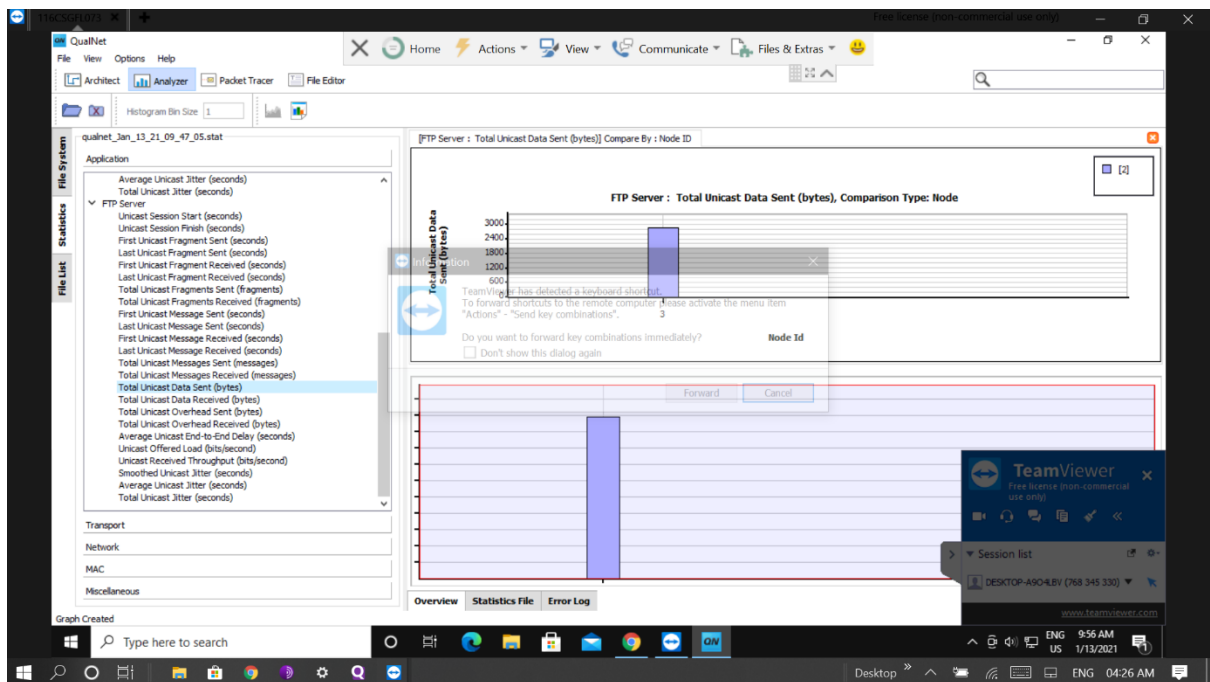 116CSGFL073
Free license (non-commercial use only)
QualNet
File View Options Help
Home Actions View Communicate Files & Extras
Architect Analyzer Packet Tracer File Editor
Histogram Bin Size 1
File System
Statistics
File List
qualnet_Jan_13_21_09_47_05.stat
Application
Average Unicast Jitter (seconds)
Total Unicast Jitter (seconds)
FTP Server
Unicast Session Start (seconds)
Unicast Session Finish (seconds)
First Unicast Fragment Sent (seconds)
Last Unicast Fragment Sent (seconds)
First Unicast Fragment Received (seconds)
Last Unicast Fragment Received (seconds)
Total Unicast Fragments Sent (fragments)
Total Unicast Fragments Received (fragments)
First Unicast Message Sent (seconds)
Last Unicast Message Sent (seconds)
First Unicast Message Received (seconds)
Last Unicast Message Received (seconds)
Total Unicast Messages Sent (messages)
Total Unicast Messages Received (messages)
Total Unicast Data Sent (bytes)
Total Unicast Data Received (bytes)
Total Unicast Overhead Sent (bytes)
Total Unicast Overhead Received (bytes)
Average Unicast End-to-End Delay (seconds)
Unicast Offered Load (bits/second)
Unicast Received Throughput (bits/second)
Smoothed Unicast Jitter (seconds)
Average Unicast Jitter (seconds)
Total Unicast Jitter (seconds)
Transport
Network
MAC
Miscellaneous
Graph Created
[FTP Server : Total Unicast Data Sent (bytes)] Compare By : Node ID
[2]
FTP Server : Total Unicast Data Sent (bytes), Comparison Type: Node
Total Unicast Data
Sent (bytes)
3000
2400
1800
1200
600
0
3
Node Id
Information
TeamViewer has detected a keyboard shortcut.
To forward shortcuts to the remote computer please activate the menu item
"Actions" - "Send key combinations".
Do you want to forward key combinations immediately?
Don't show this dialog again
Forward Cancel
3
Overview Statistics File Error Log
TeamViewer
Free license (non-commercial
use only)
Session list
DESKTOP-A9O4LBV (768 345 330)
www.teamviewer.com
Type here to search
QN
ENG
US
9:56 AM
1/13/2021
Desktop
ENG 04:26 AM